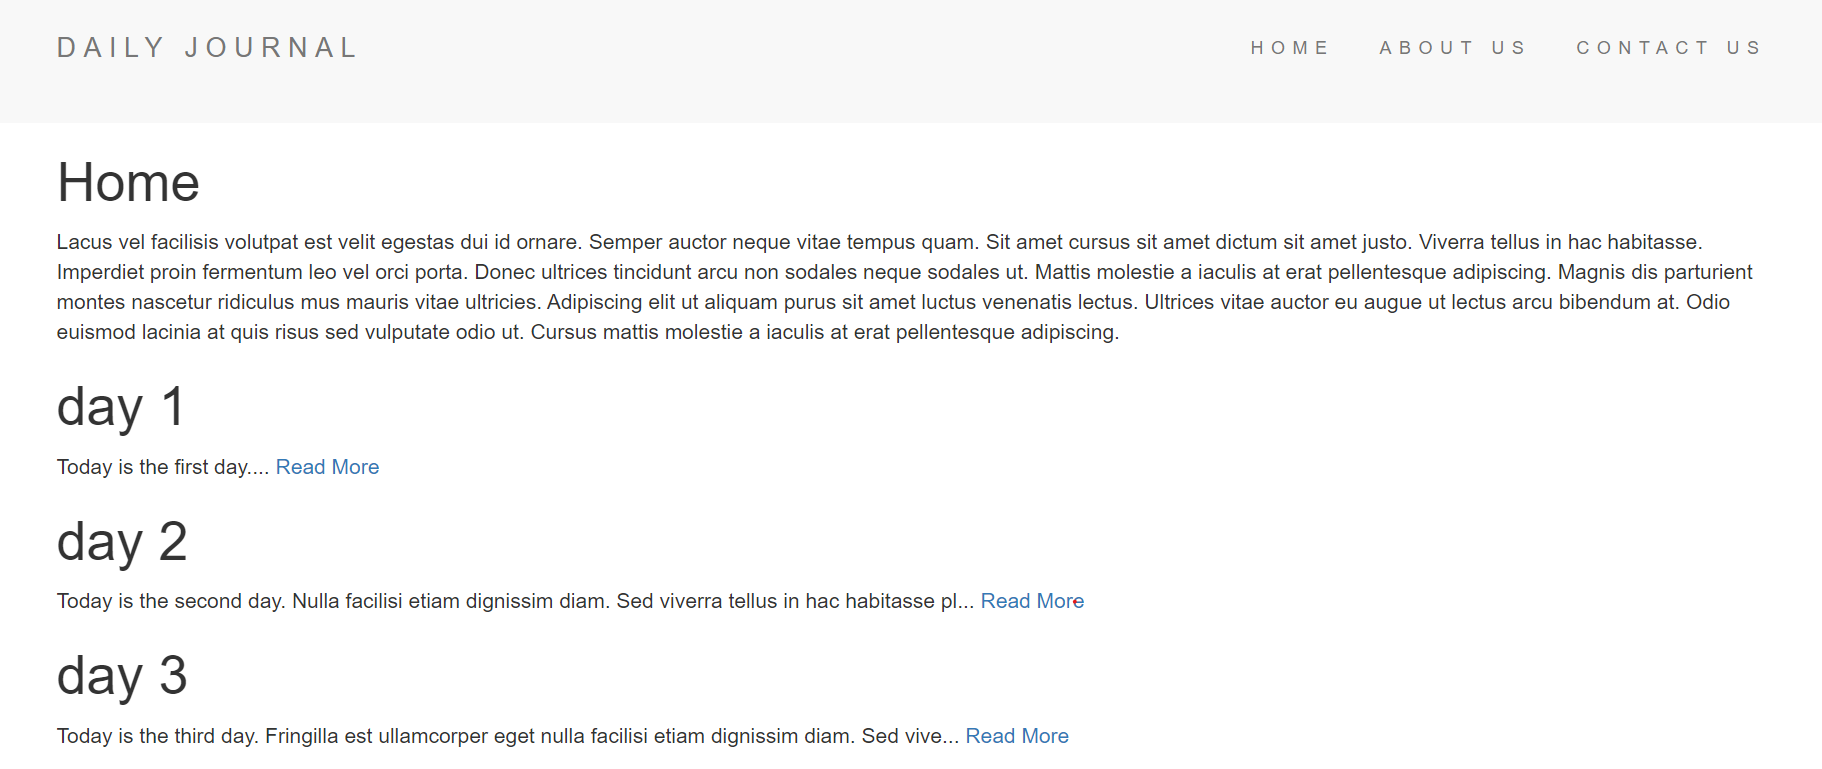 DAILY JOURNAL
HOME ABOUT US CONTACT US
Home
Lacus vel facilisis volutpat est velit egestas dui id ornare. Semper auctor neque vitae tempus quam. Sit amet cursus sit amet dictum sit amet justo. Viverra tellus in hac habitasse.
Imperdiet proin fermentum leo vel orci porta. Donec ultrices tincidunt arcu non sodales neque sodales ut. Mattis molestie a iaculis at erat pellentesque adipiscing. Magnis dis parturient
montes nascetur ridiculus mus mauris vitae ultricies. Adipiscing elit ut aliquam purus sit amet luctus venenatis lectus. Ultrices vitae auctor eu augue ut lectus arcu bibendum at. Odio
euismod lacinia at quis risus sed vulputate odio ut. Cursus mattis molestie a iaculis at erat pellentesque adipiscing.
day 1
Today is the first day.... Read More
day 2
Today is the second day. Nulla facilisi etiam dignissim diam. Sed viverra tellus in hac habitasse pl... Read More
day 3
Today is the third day. Fringilla est ullamcorper eget nulla facilisi etiam dignissim diam. Sed vive... Read More